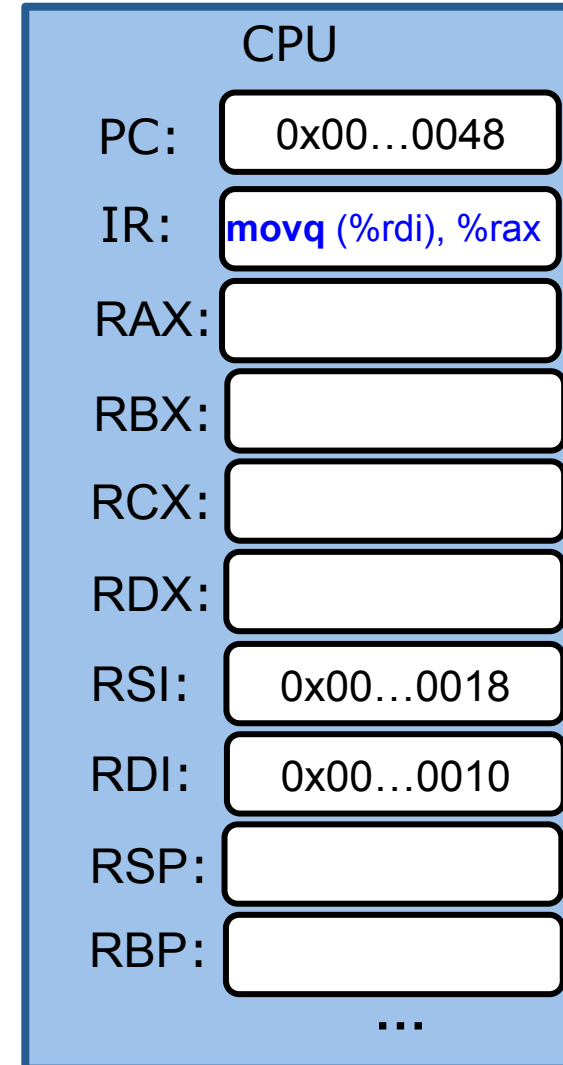 CPU
PC: 0x00…0048
IR: movq (%rdi), %rax
RAX:
RBX:
RCX:
RDX:
RSI: 0x00…0018
RDI: 0x00…0010
RSP:
RBP:
…